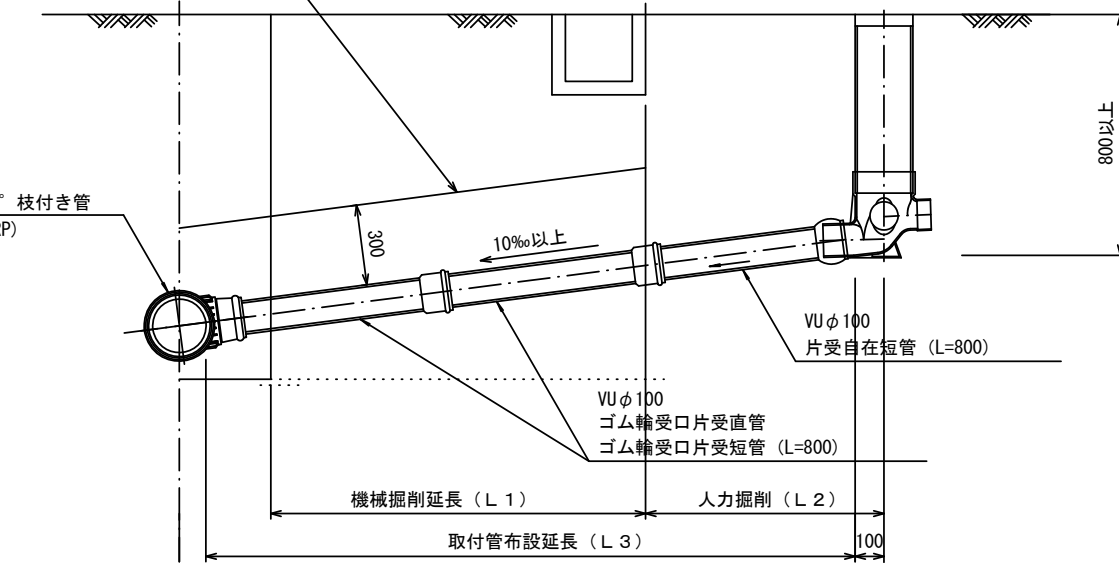 800以上
枝付き管
300
10‰以上
VUφ100
片受自在短管 (L=800)
VUφ100
ゴム輪受口片受直管
ゴム輪受口片受短管 (L=800)
機械掘削延長(L1)
人力掘削(L2)
取付管布設延長(L3)
100